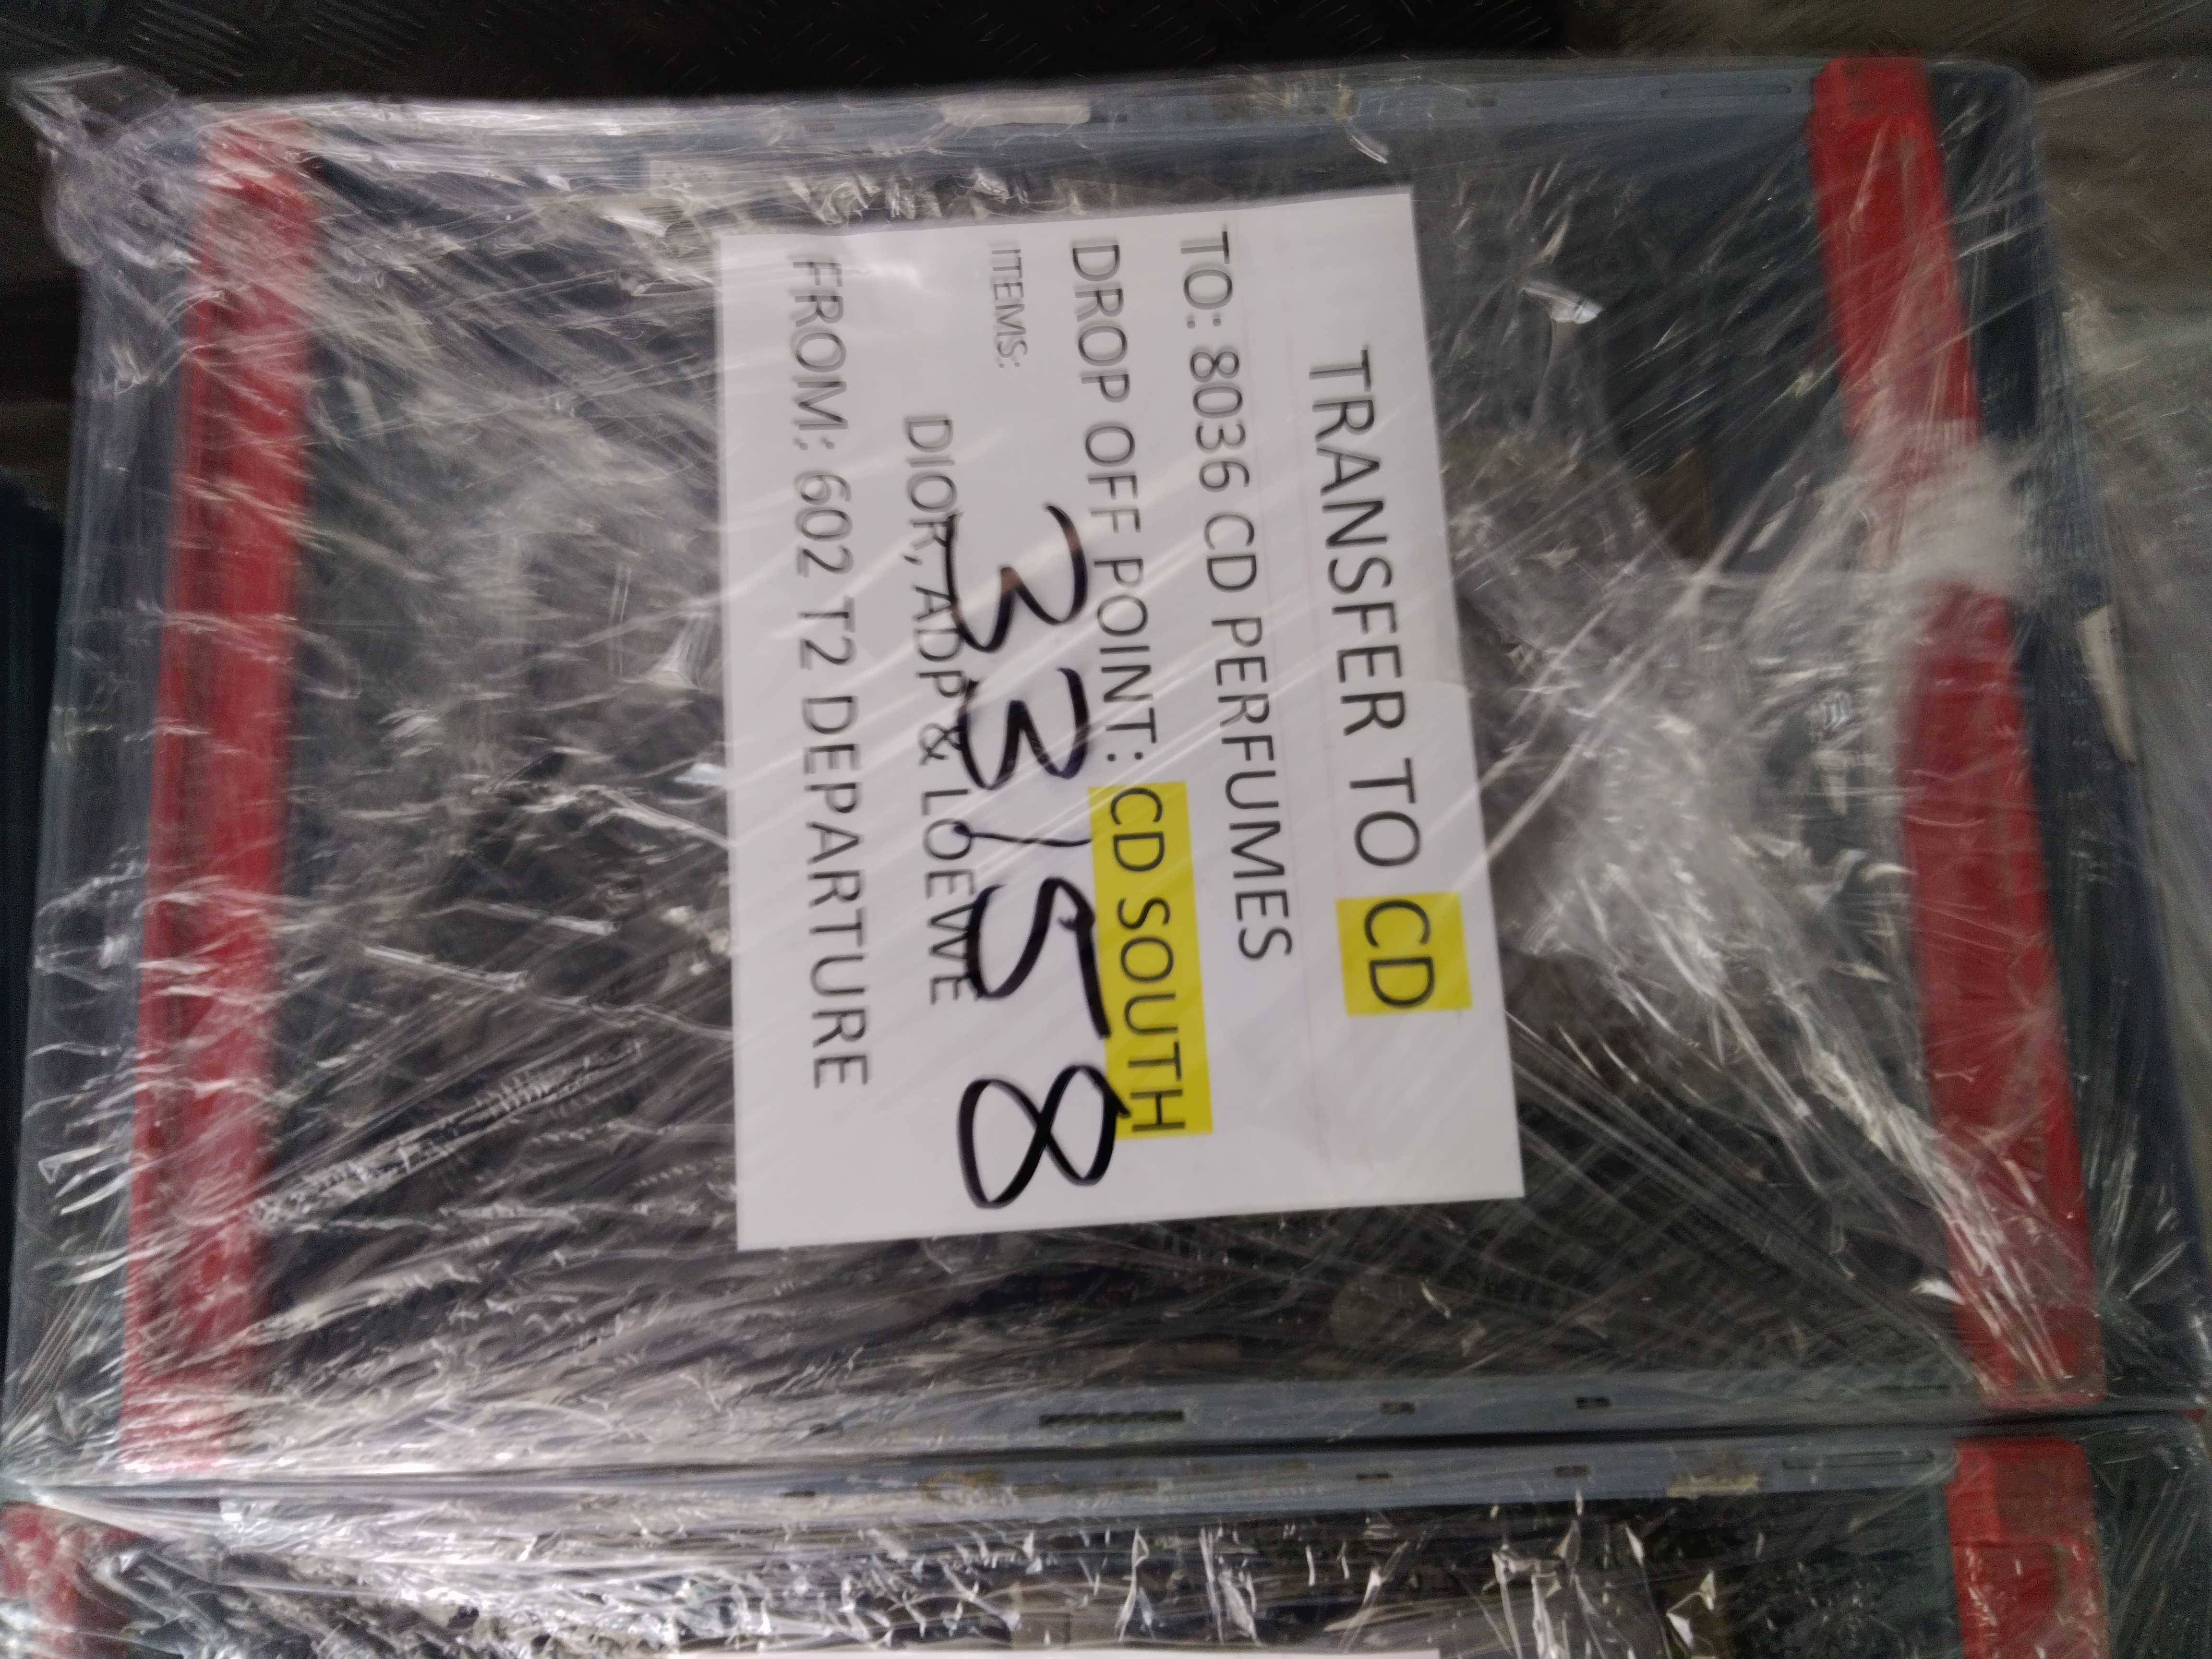 TRANSFER TO CD
TO: 8036 CD PERFUMES
DROP OFF POINT: CD SOUTH
ITEMS:
33/58
DIOR, ADP & LOEWE
FROM: 602 T2 DEPARTURE